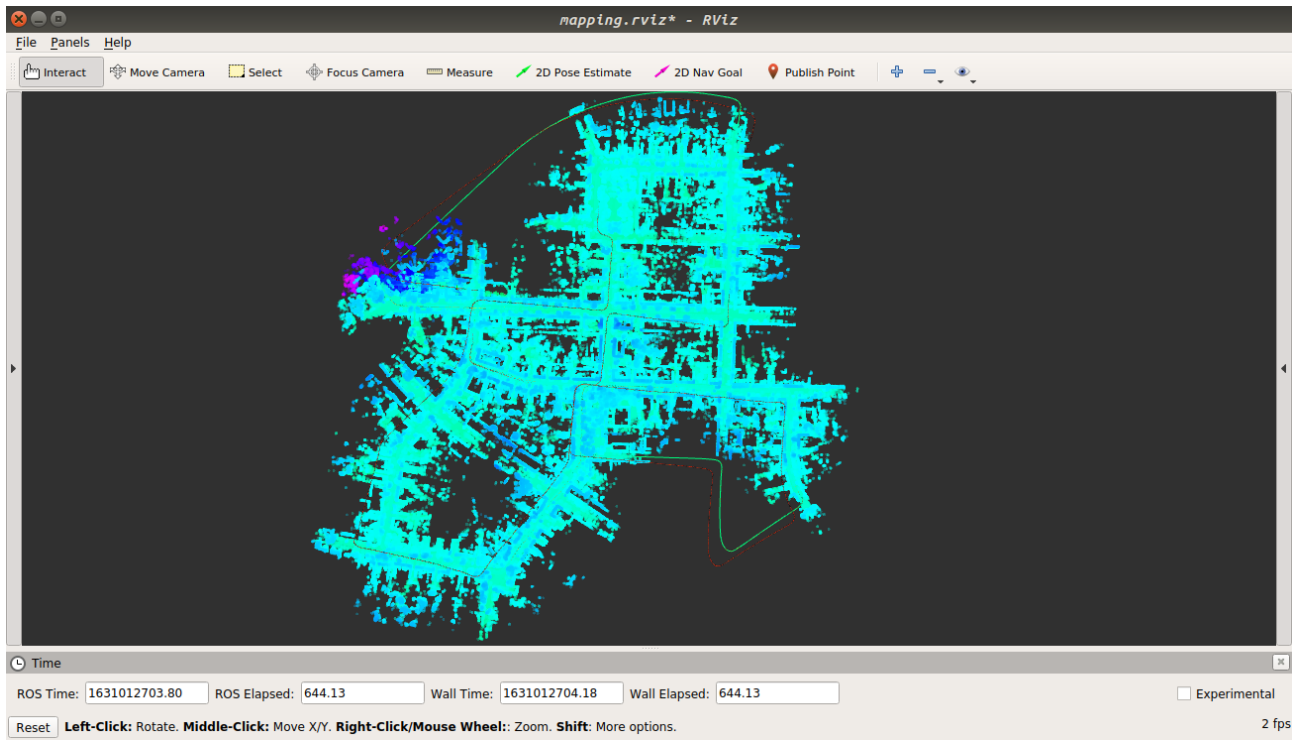 mapping.rviz* - RViz
File Panels Help
Interact Move Camera Select Focus Camera Measure 2D Pose Estimate 2D Nav Goal Publish Point
Time
ROS Time: 1631012703.80 ROS Elapsed: 644.13 Wall Time: 1631012704.18 Wall Elapsed: 644.13 Experimental
Reset Left-Click: Rotate. Middle-Click: Move X/Y. Right-Click/Mouse Wheel:: Zoom. Shift: More options. 2 fps